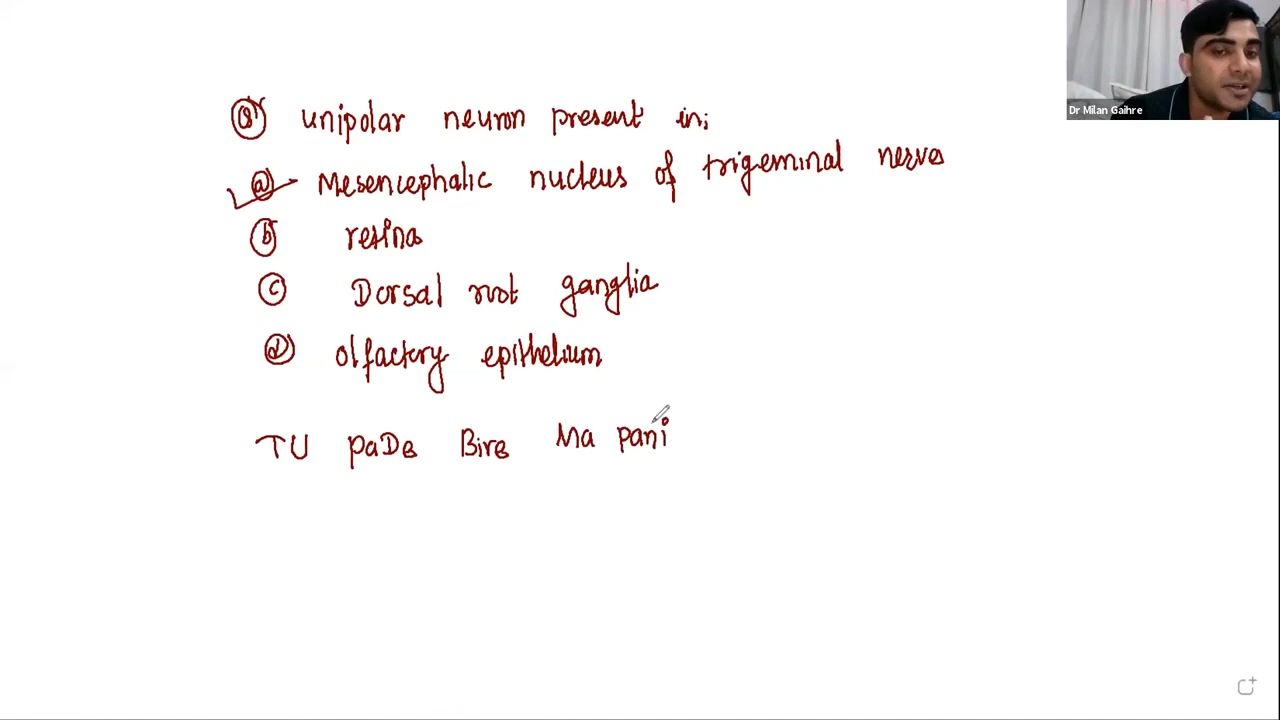 Dr Milan Gaihre
Q unipolar neuron present in;
a mesencephalic nucleus of trigeminal nerve
b retina
c Dorsal root ganglia
d olfactory epithelium
TU PaDe Bire Ma pani